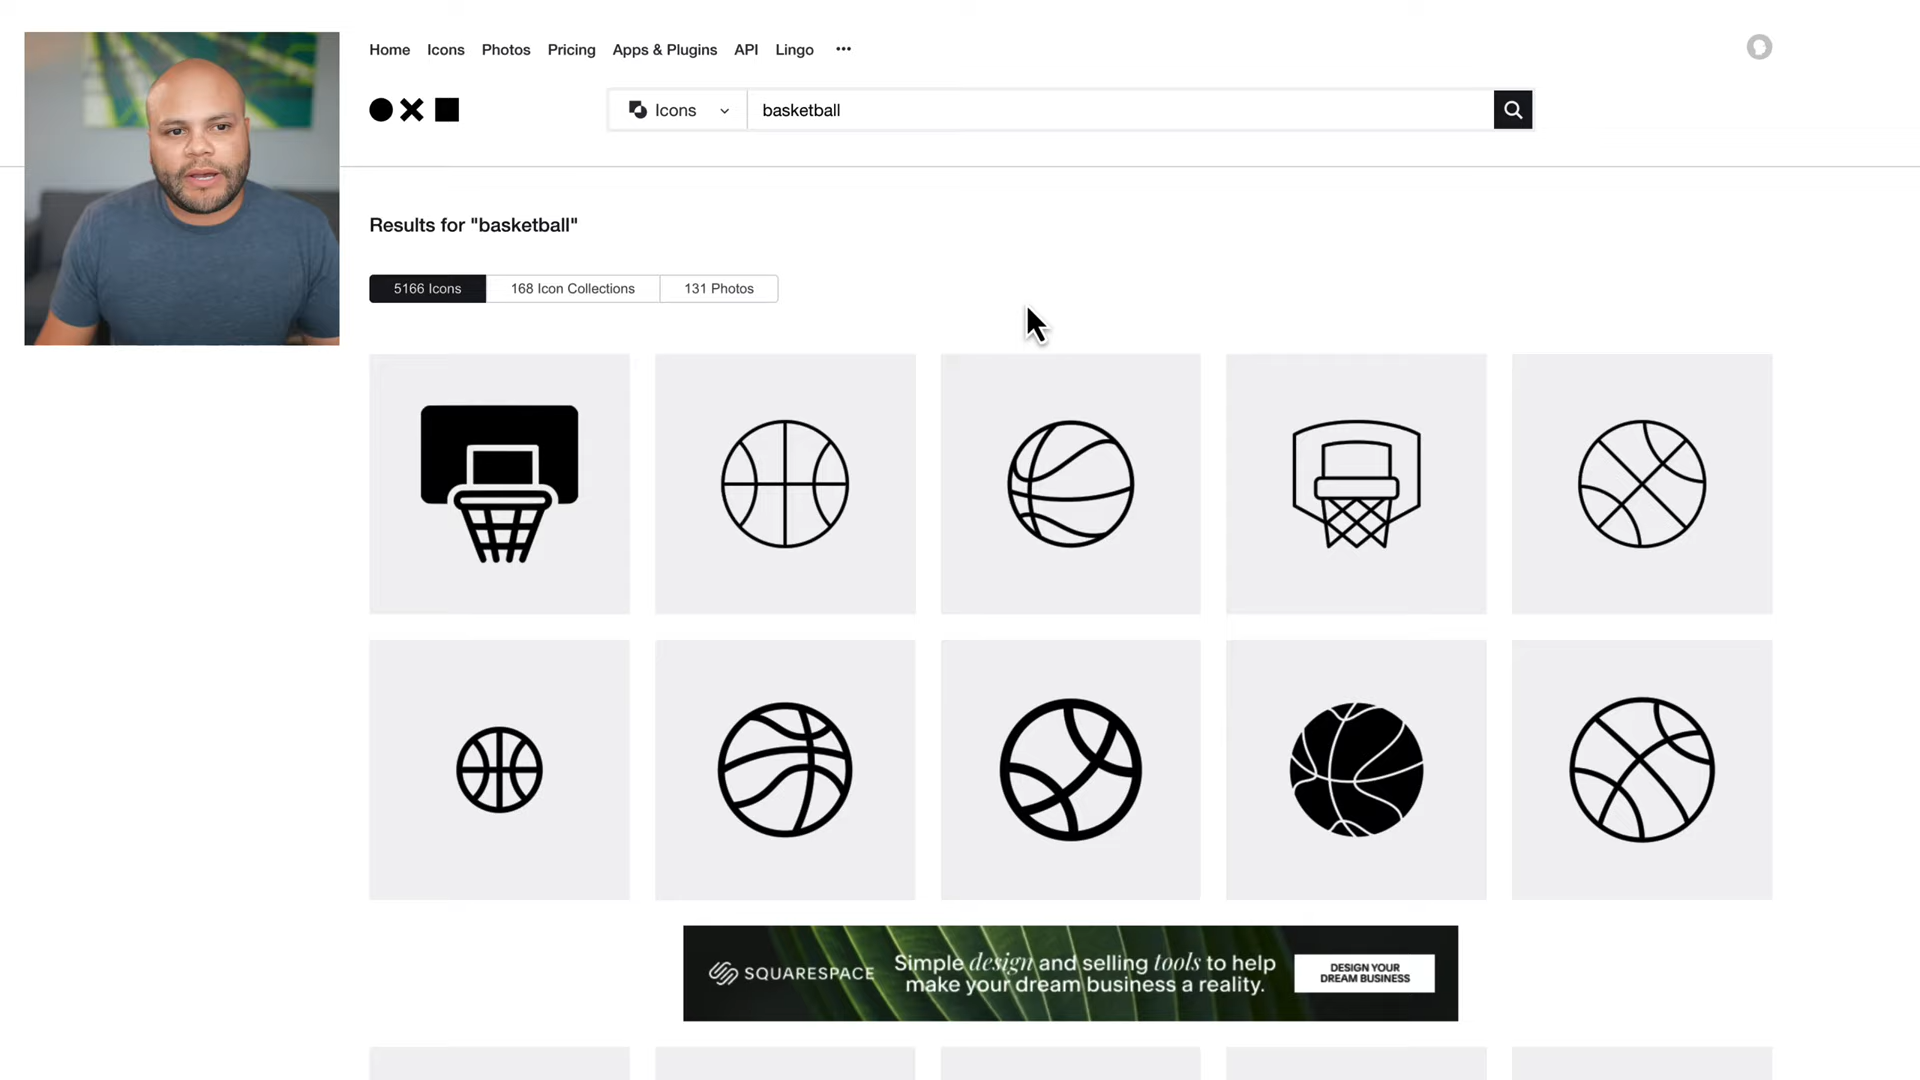 Home Icons Photos Pricing Apps & Plugins API Lingo •••
Icons basketball
Results for "basketball"
5166 Icons 168 Icon Collections 131 Photos
SQUARESPACE
Simple design and selling tools to help
make your dream business a reality.
DESIGN YOUR
DREAM BUSINESS